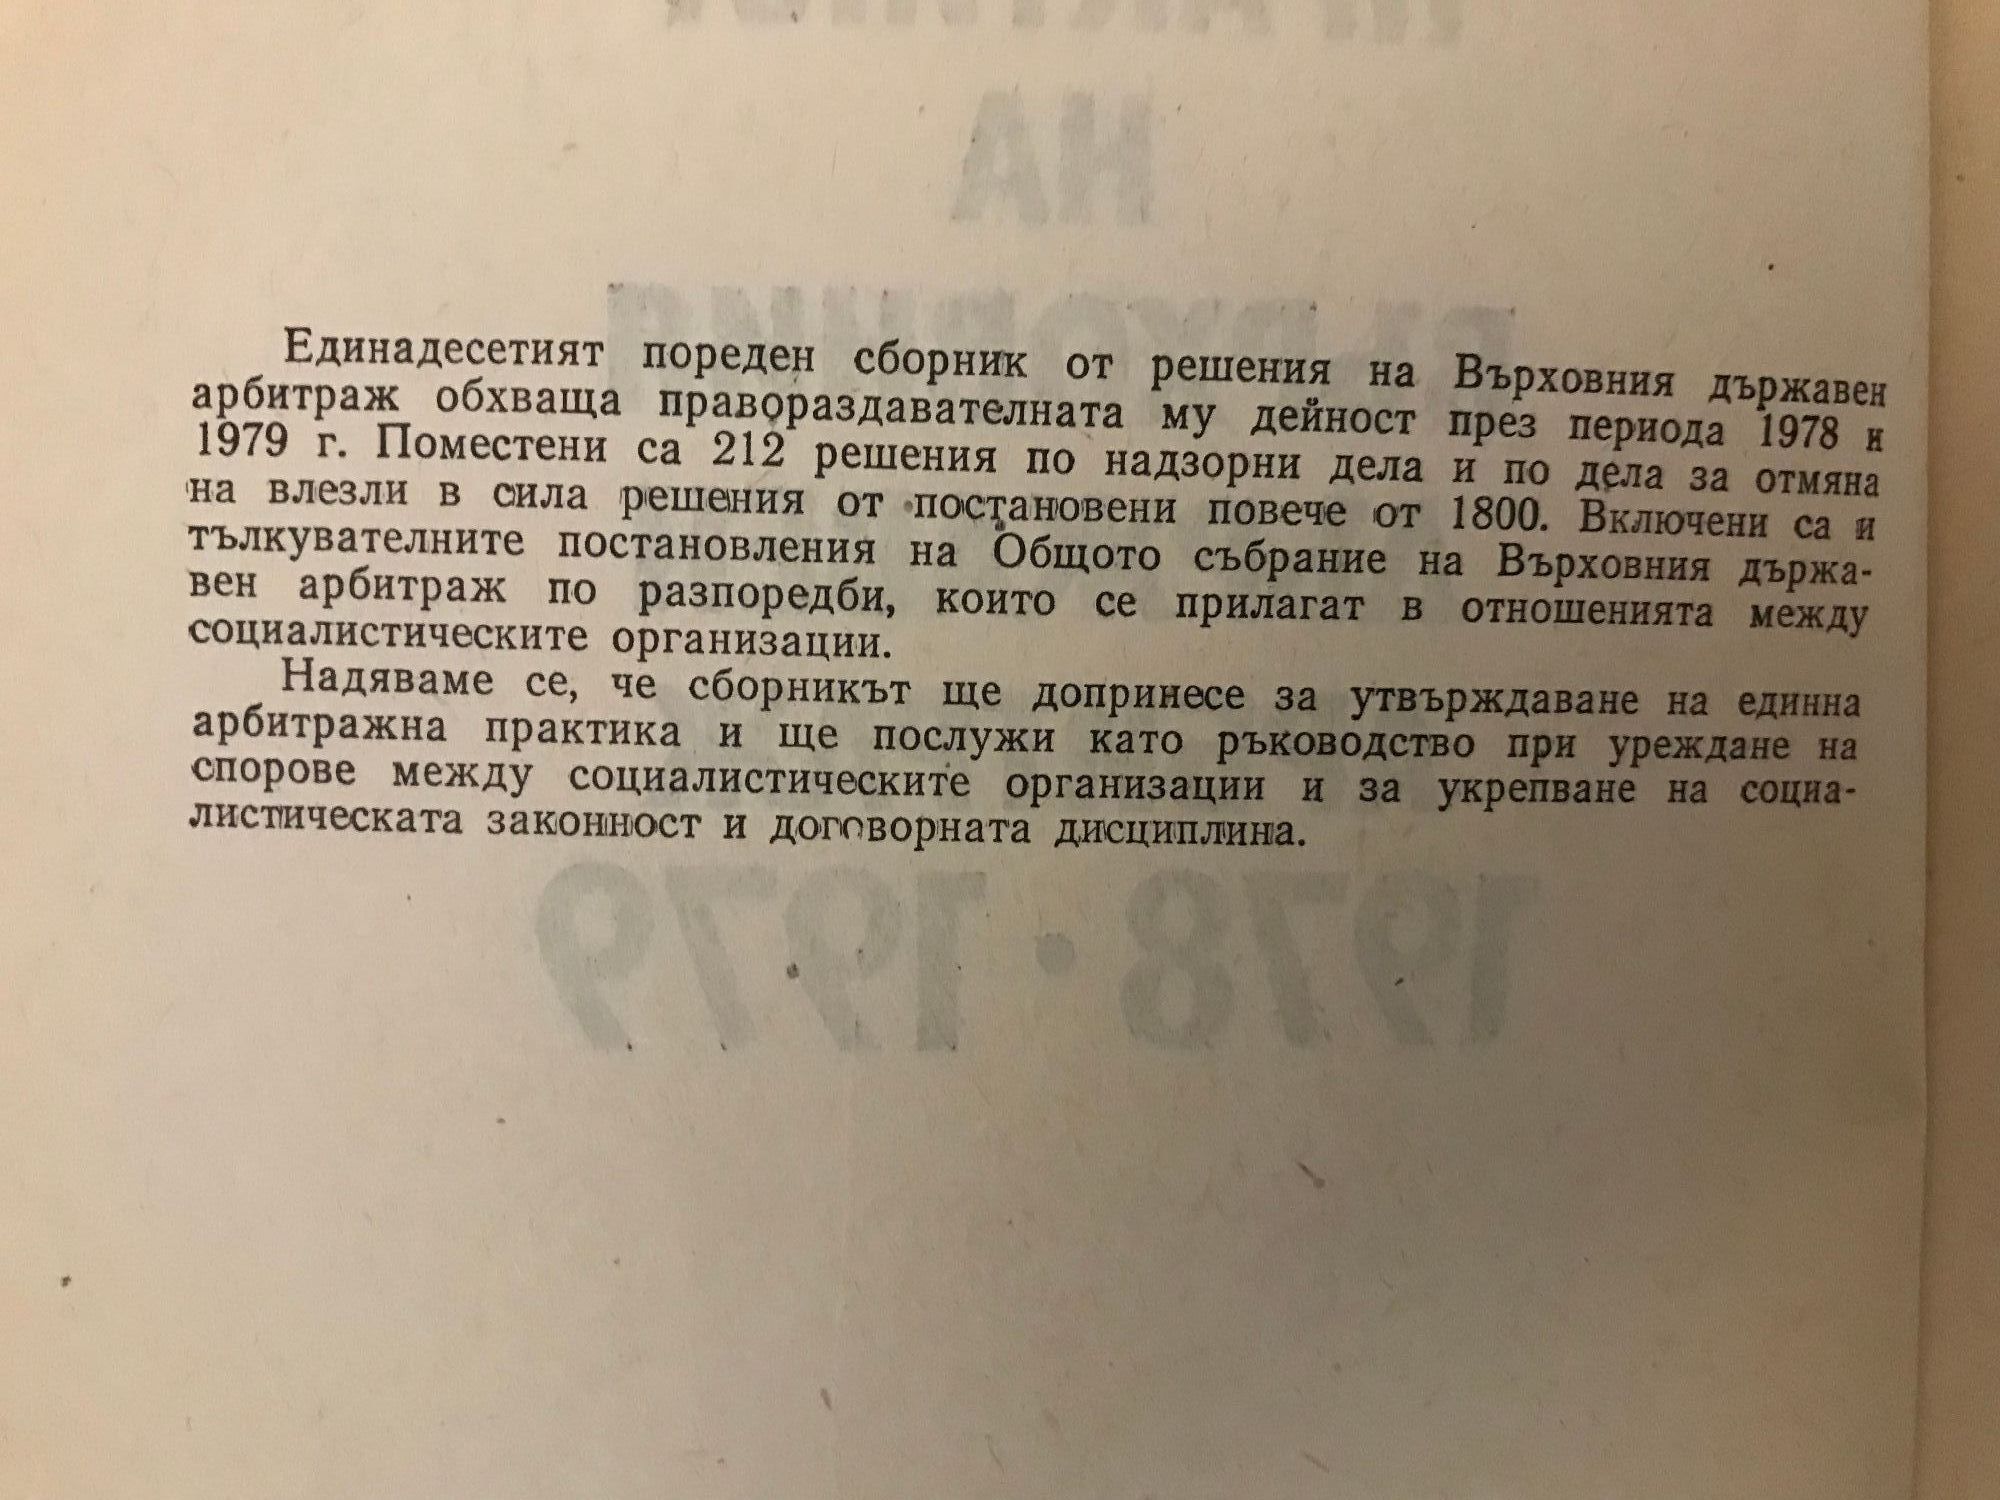 Единадесетият пореден сборник от решения на Върховния държавен
арбитраж обхваща правораздавателната му дейност през периода 1978 и
1979 г. Поместени са 212 решения по надзорни дела и по дела за отмяна
на влезли в сила решения от постановени повече от 1800. Включени са и
тълкувателните постановления на Общото събрание на Върховния държа-
вен арбитраж по разпоредби, които се прилагат в отношенията между
социалистическите организации.
Надяваме се, че сборникът ще допринесе за утвърждаване на единна
арбитражна практика и ще послужи като ръководство при уреждане на
спорове между социалистическите организации и за укрепване на социа-
листическата законност и договорната дисциплина.
НА
1978 · 1979